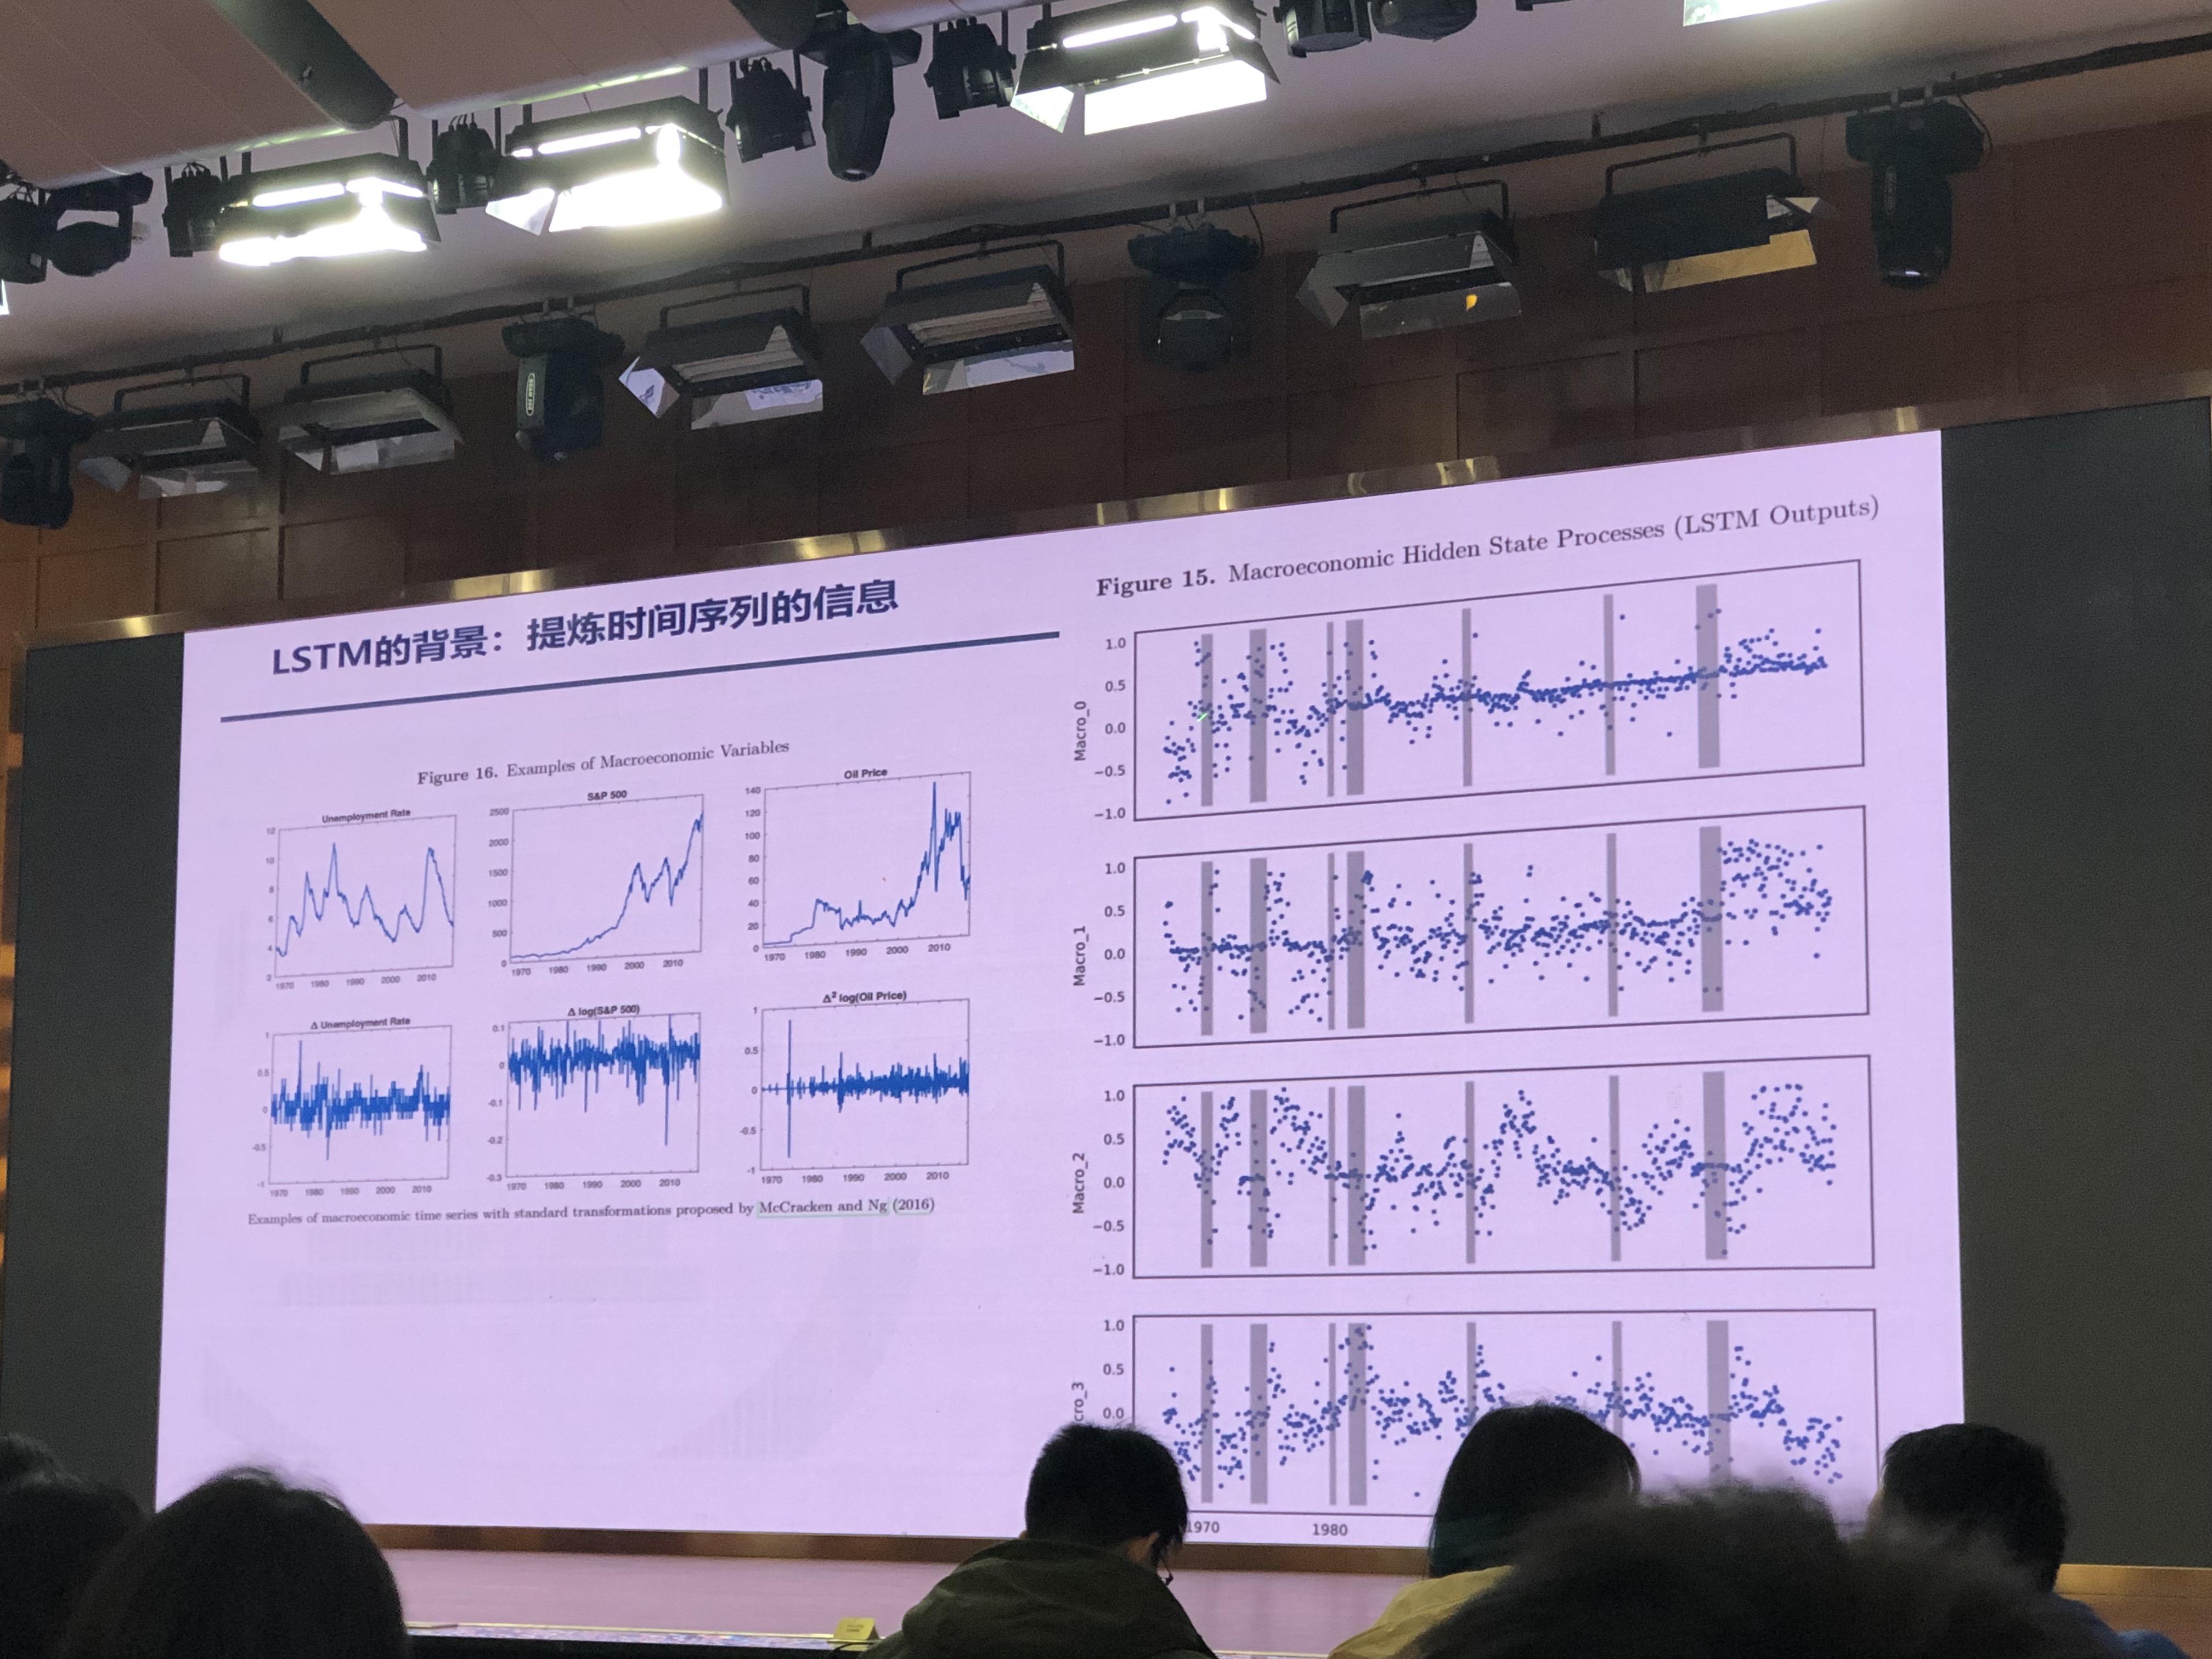 LSTM的背景：提炼时间序列的信息
Figure 16. Examples of Macroeconomic Variables
Unemployment Rate
12
10
8
6
4
2
1970 1980 1990 2000 2010
S&P 500
2500
2000
1500
1000
500
0
1970 1980 1990 2000 2010
Oil Price
140
120
100
80
60
40
20
0
1970 1980 1990 2000 2010
Δ Unemployment Rate
1
0.5
0
-0.5
-1
1970 1980 1990 2000 2010
Δ log(S&P 500)
0.1
0
-0.1
-0.2
-0.3
1970 1980 1990 2000 2010
Δ² log(Oil Price)
1
0.5
0
-0.5
-1
1970 1980 1990 2000 2010
Examples of macroeconomic time series with standard transformations proposed by McCracken and Ng (2016)
Figure 15. Macroeconomic Hidden State Processes (LSTM Outputs)
Macro_0
1.0
0.5
0.0
−0.5
−1.0
Macro_1
1.0
0.5
0.0
−0.5
−1.0
Macro_2
1.0
0.5
0.0
−0.5
−1.0
cro_3
1.0
0.5
0.0
1970 1980